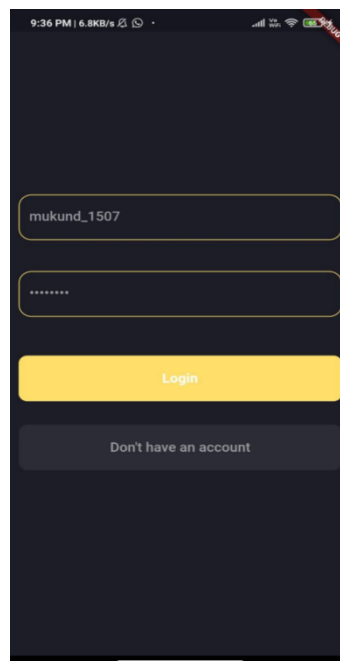 9:36 PM | 6.8KB/s
mukund_1507
••••••••
Login
Don't have an account